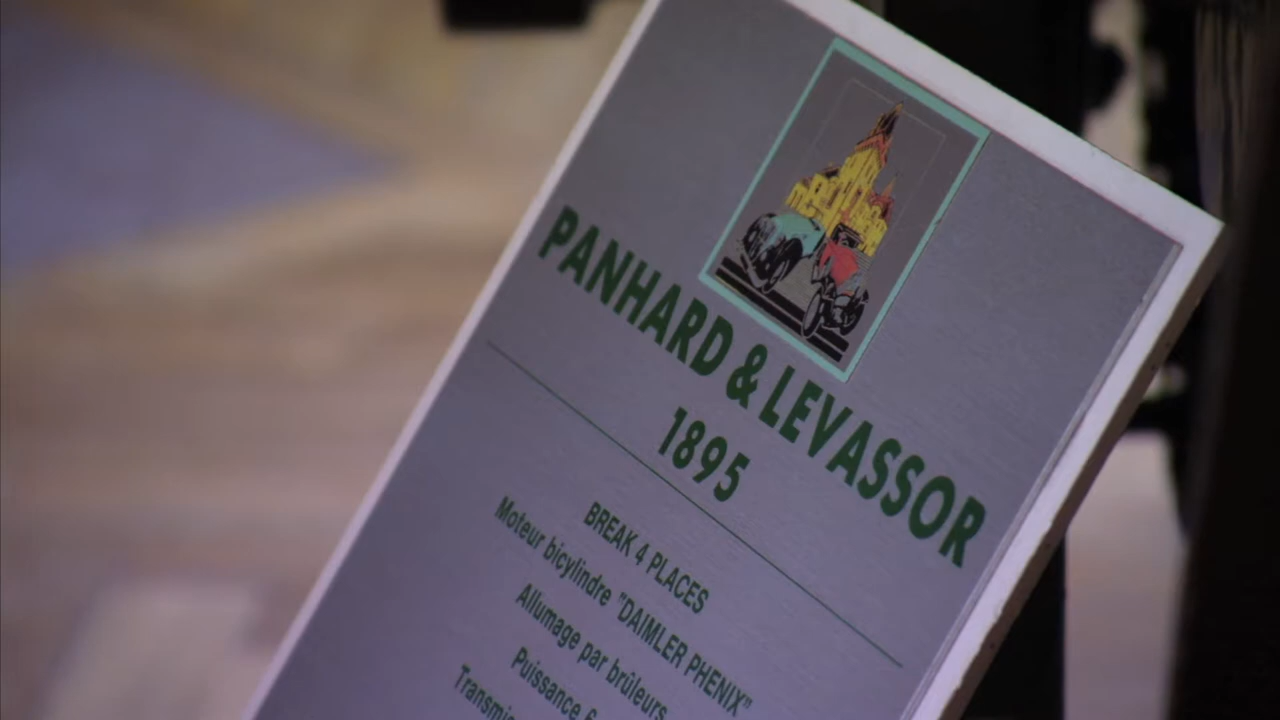 PANHARD & LEVASSOR
1895
BREAK 4 PLACES
Moteur bicylindre "DAIMLER PHENIX"
Allumage par brûleurs
Puissance